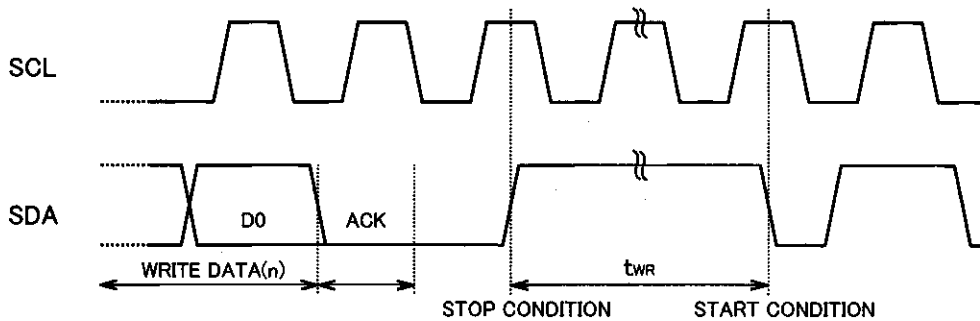 SCL
SDA
D0
ACK
WRITE DATA(n)
tWR
STOP CONDITION
START CONDITION